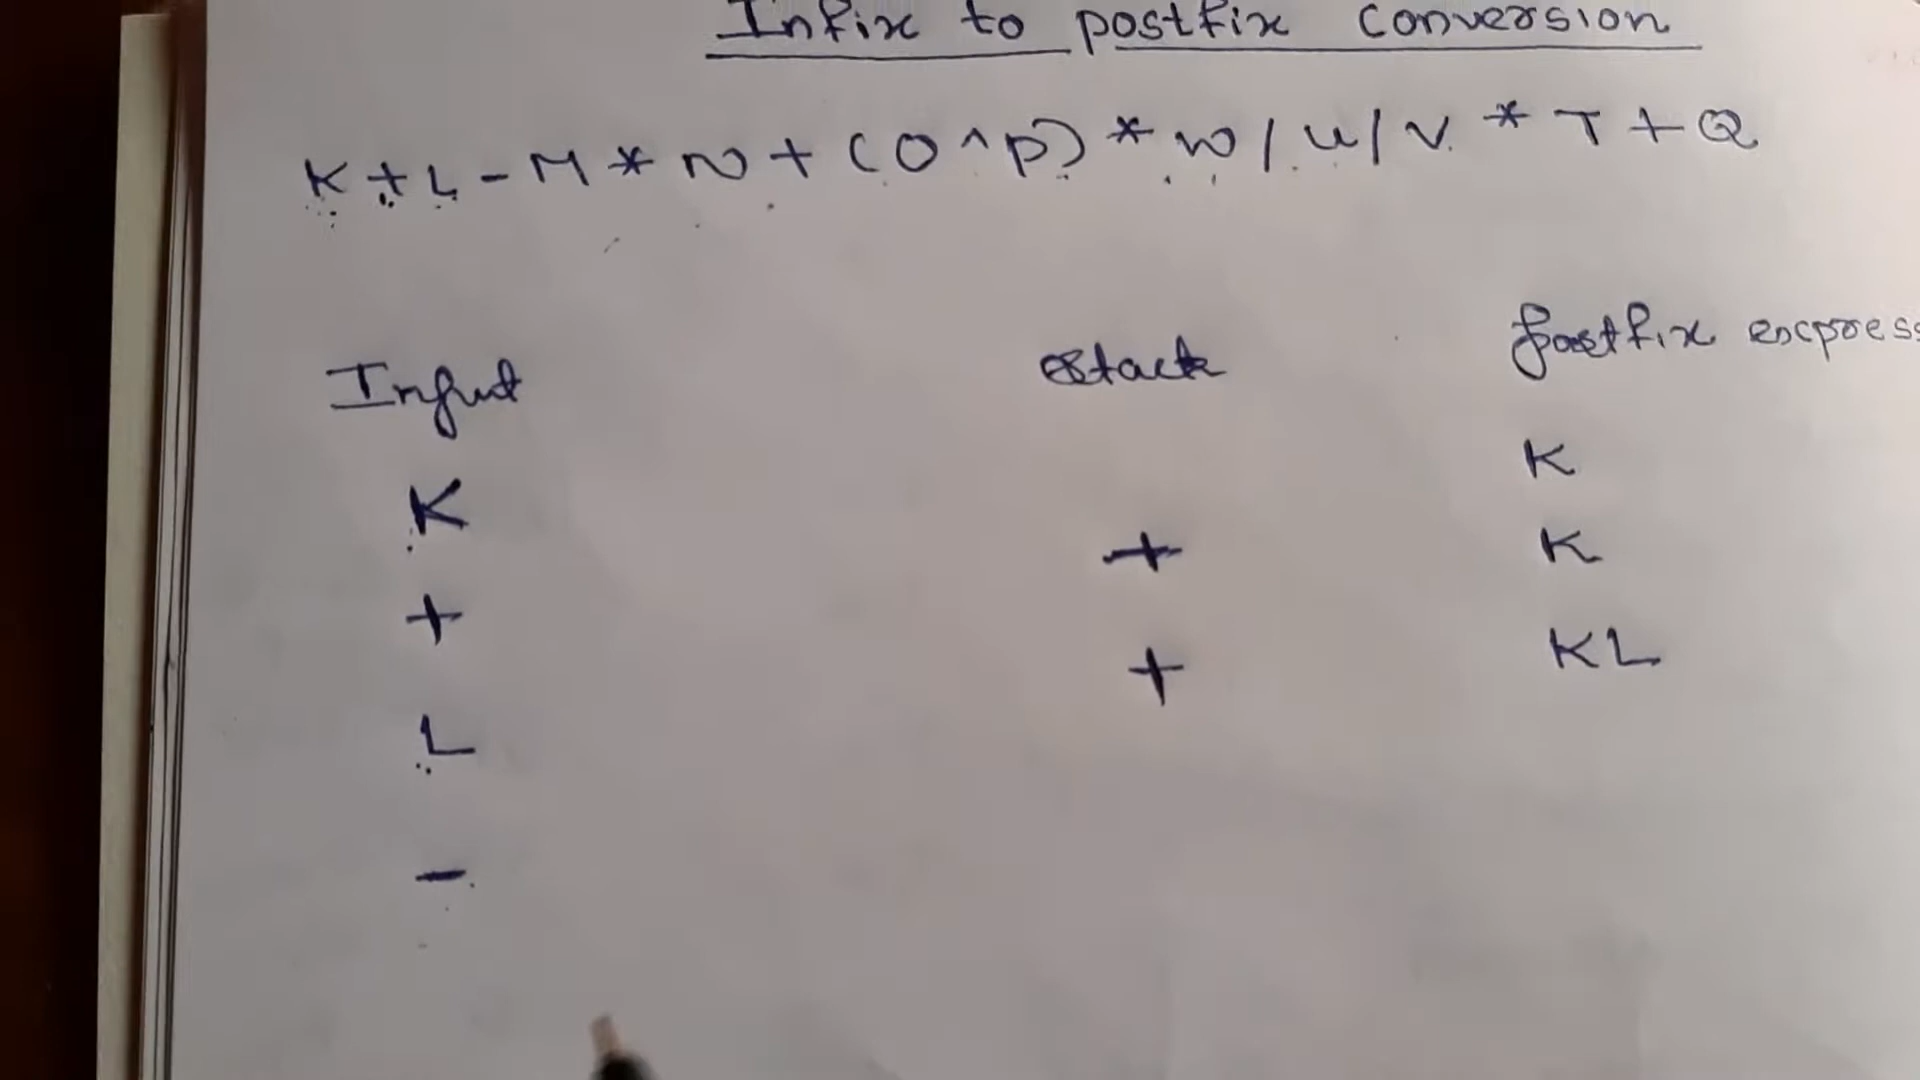 Infix to postfix conversion
K + L - M * N + (O ^ P) * W / U / V * T + Q
Input Stack Postfix express
K K
+ + K
L + KL
-